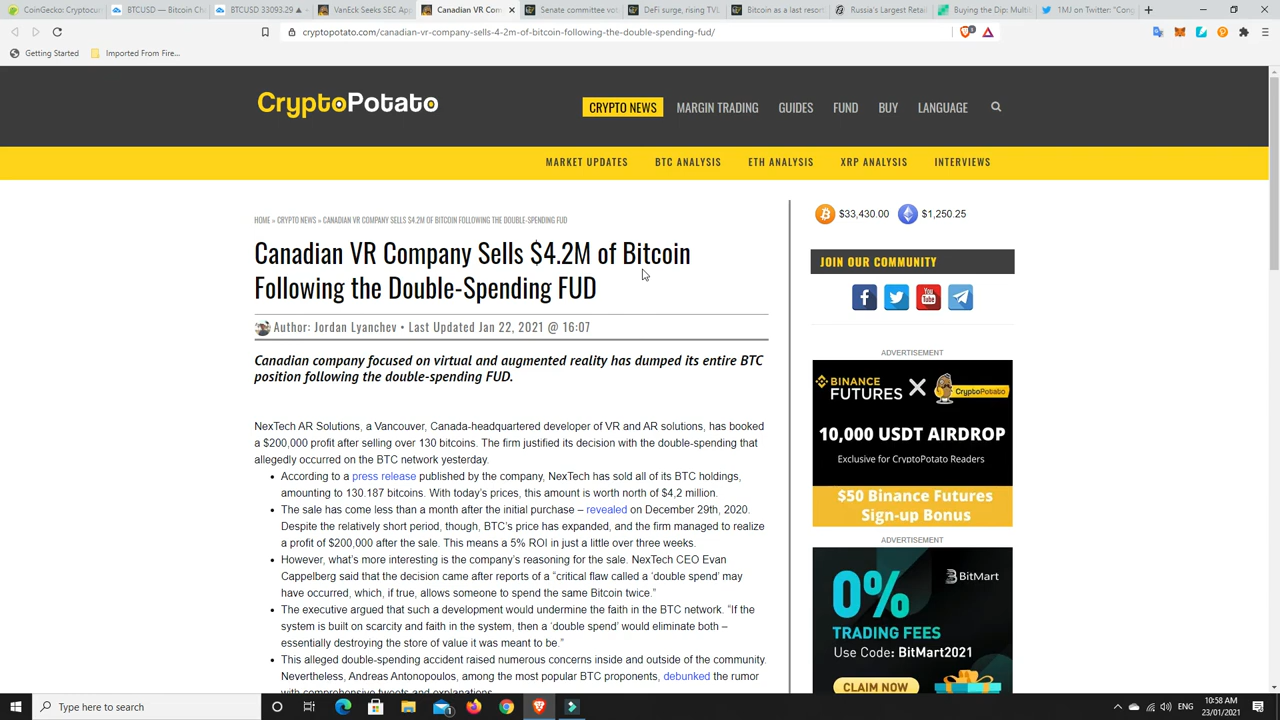 CoinGecko: Cryptocu
BTCUSD — Bitcoin Ch
BTCUSD 33093.29 ▲
VanEck Seeks SEC App
Canadian VR Com
Senate committee vot
DeFi surge, rising TVL
Bitcoin as a last resort
Russia's Largest Retail
Buying the Dip: Multi
1MJ on Twitter: "Cong
cryptopotato.com/canadian-vr-company-sells-4-2m-of-bitcoin-following-the-double-spending-fud/
Getting Started
Imported From Fire...
CryptoPotato
CRYPTO NEWS MARGIN TRADING GUIDES FUND BUY LANGUAGE
MARKET UPDATES BTC ANALYSIS ETH ANALYSIS XRP ANALYSIS INTERVIEWS
HOME » CRYPTO NEWS » CANADIAN VR COMPANY SELLS $4.2M OF BITCOIN FOLLOWING THE DOUBLE-SPENDING FUD
Canadian VR Company Sells $4.2M of Bitcoin
Following the Double-Spending FUD
Author: Jordan Lyanchev • Last Updated Jan 22, 2021 @ 16:07
Canadian company focused on virtual and augmented reality has dumped its entire BTC
position following the double-spending FUD.
NexTech AR Solutions, a Vancouver, Canada-headquartered developer of VR and AR solutions, has booked
a $200,000 profit after selling over 130 bitcoins. The firm justified its decision with the double-spending that
allegedly occurred on the BTC network yesterday.
• According to a press release published by the company, NexTech has sold all of its BTC holdings,
amounting to 130.187 bitcoins. With today's prices, this amount is worth north of $4,2 million.
• The sale has come less than a month after the initial purchase – revealed on December 29th, 2020.
Despite the relatively short period, though, BTC's price has expanded, and the firm managed to realize
a profit of $200,000 after the sale. This means a 5% ROI in just a little over three weeks.
• However, what's more interesting is the company's reasoning for the sale. NexTech CEO Evan
Cappelberg said that the decision came after reports of a "critical flaw called a 'double spend' may
have occurred, which, if true, allows someone to spend the same Bitcoin twice."
• The executive argued that such a development would undermine the faith in the BTC network. "If the
system is built on scarcity and faith in the system, then a 'double spend' would eliminate both –
essentially destroying the store of value it was meant to be."
• This alleged double-spending accident raised numerous concerns inside and outside of the community.
Nevertheless, Andreas Antonopoulos, among the most popular BTC proponents, debunked the rumor
with comprehensive tweets and explanations.
$33,430.00 $1,250.25
JOIN OUR COMMUNITY
You Tube
ADVERTISEMENT
BINANCE
FUTURES
CryptoPotato
10,000 USDT AIRDROP
Exclusive for CryptoPotato Readers
$50 Binance Futures
Sign-up Bonus
ADVERTISEMENT
BitMart
0%
TRADING FEES
Use Code: BitMart2021
CLAIM NOW
Type here to search
ENG
10:58 AM
23/01/2021